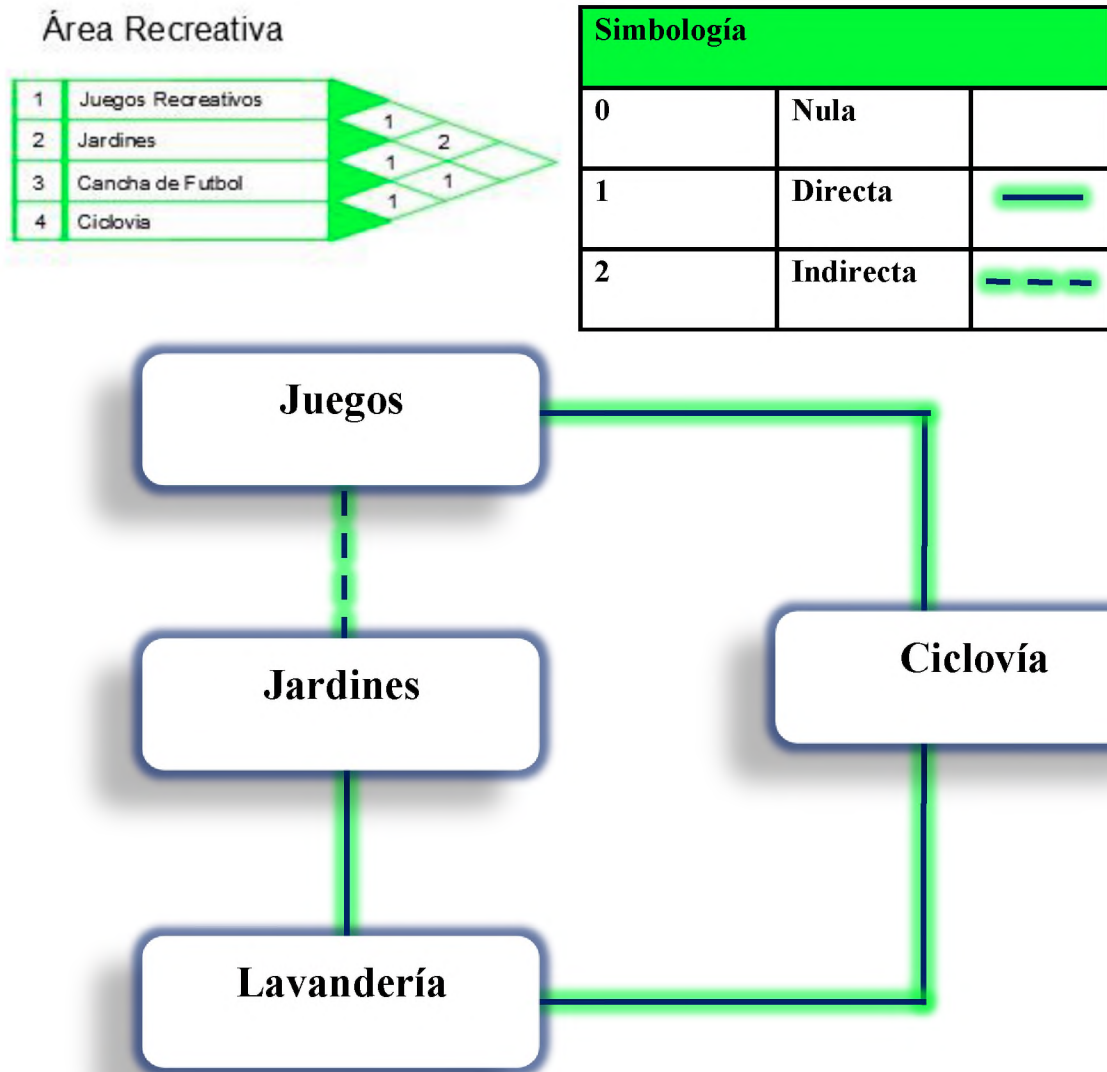 Área Recreativa
1 Juegos Recreativos
2 Jardines
3 Cancha de Futbol
4 Ciclovia
1
2
1
1
1
Simbología
0 Nula
1 Directa
2 Indirecta
Juegos
Jardines
Ciclovía
Lavandería